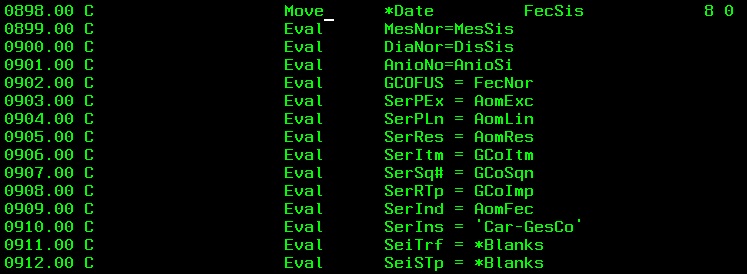 0898.00 C Move_ *Date FecSis 8 0
0899.00 C Eval MesNor=MesSis
0900.00 C Eval DiaNor=DisSis
0901.00 C Eval AnioNo=AnioSi
0902.00 C Eval GCOFUS = FecNor
0903.00 C Eval SerPEx = AomExc
0904.00 C Eval SerPLn = AomLin
0905.00 C Eval SerRes = AomRes
0906.00 C Eval SerItm = GCoItm
0907.00 C Eval SerSq# = GCoSqn
0908.00 C Eval SerRTp = GCoImp
0909.00 C Eval SerInd = AomFec
0910.00 C Eval SerIns = 'Car-GesCo'
0911.00 C Eval SeiTrf = *Blanks
0912.00 C Eval SeiSTp = *Blanks